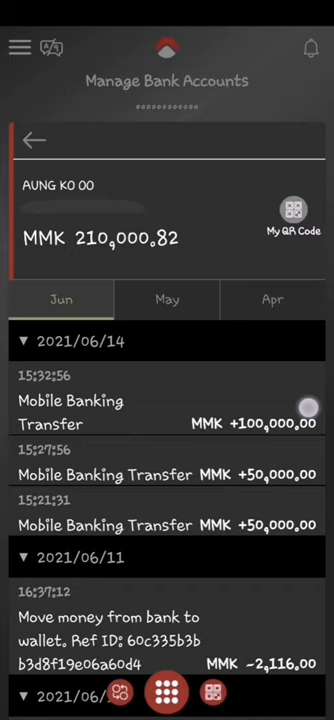 Manage Bank Accounts
AUNG KO OO
MMK 210,000.82
My QR Code
Jun May Apr
2021/06/14
15:32:56
Mobile Banking
Transfer MMK +100,000.00
15:27:56
Mobile Banking Transfer MMK +50,000.00
15:21:31
Mobile Banking Transfer MMK +50,000.00
2021/06/11
16:37:12
Move money from bank to
wallet. Ref ID: 60c335b3b
b3d8f19e06a60d4 MMK -2,116.00